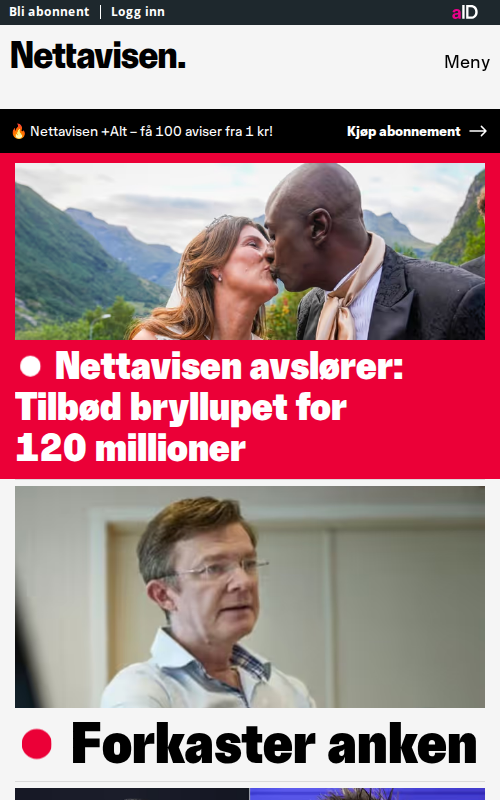 Bli abonnent | Logg inn aID
Nettavisen.
Meny
🔥 Nettavisen +Alt – få 100 aviser fra 1 kr! Kjøp abonnement →
Nettavisen avslører:
Tilbød bryllupet for
120 millioner
Forkaster anken